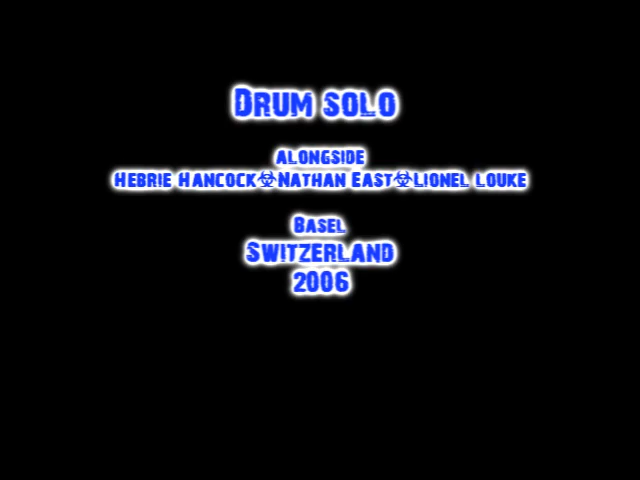 Drum solo
alongside
Hebrie Hancock☣Nathan East☣Lionel Louke
Basel
Switzerland
2006